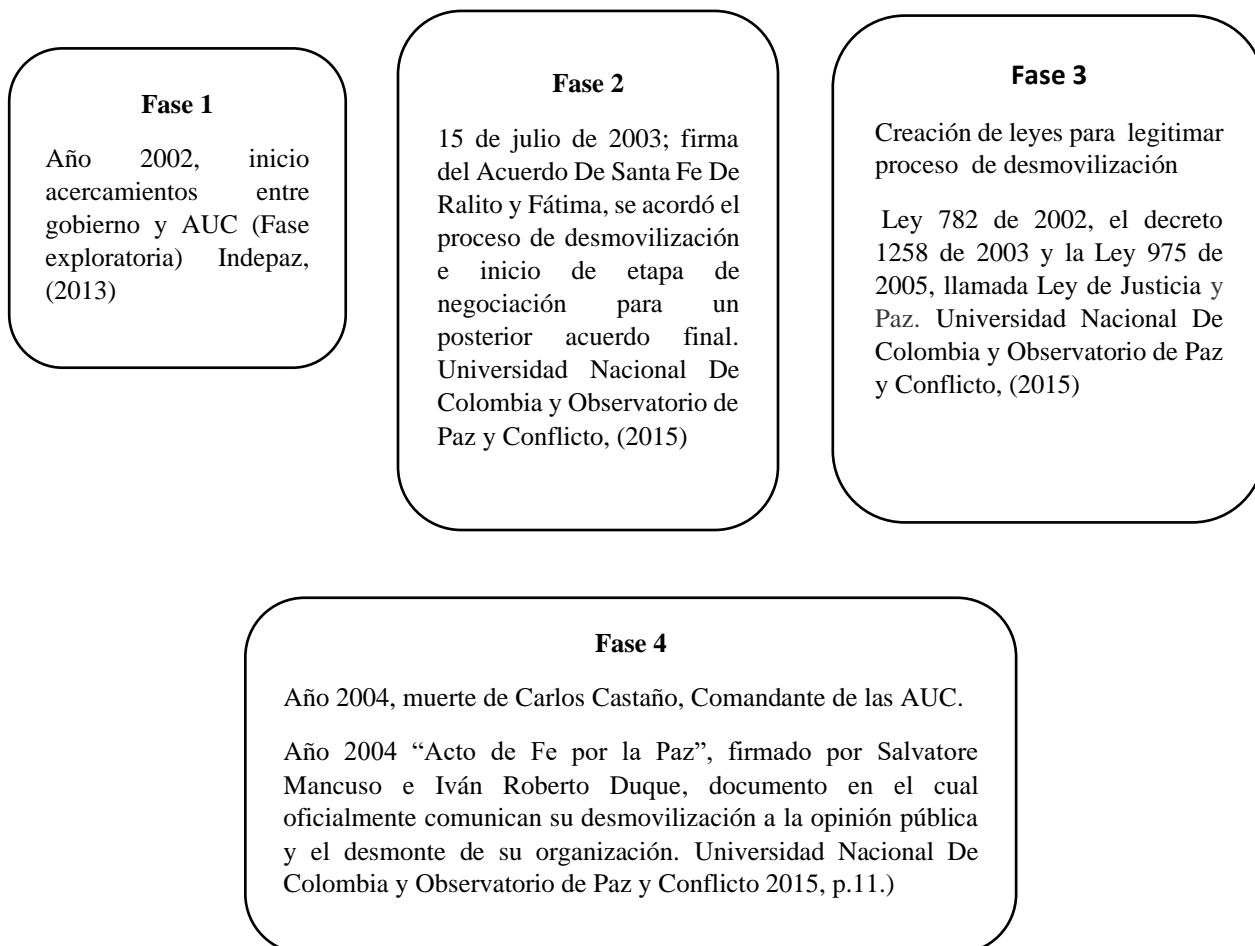 Fase 1
Año 2002, inicio
acercamientos entre
gobierno y AUC (Fase
exploratoria) Indepaz,
(2013)
Fase 2
15 de julio de 2003; firma
del Acuerdo De Santa Fe De
Ralito y Fátima, se acordó el
proceso de desmovilización
e inicio de etapa de
negociación para un
posterior acuerdo final.
Universidad Nacional De
Colombia y Observatorio de
Paz y Conflicto, (2015)
Fase 3
Creación de leyes para legitimar
proceso de desmovilización
Ley 782 de 2002, el decreto
1258 de 2003 y la Ley 975 de
2005, llamada Ley de Justicia y
Paz. Universidad Nacional De
Colombia y Observatorio de Paz
y Conflicto, (2015)
Fase 4
Año 2004, muerte de Carlos Castaño, Comandante de las AUC.
Año 2004 “Acto de Fe por la Paz”, firmado por Salvatore
Mancuso e Iván Roberto Duque, documento en el cual
oficialmente comunican su desmovilización a la opinión pública
y el desmonte de su organización. Universidad Nacional De
Colombia y Observatorio de Paz y Conflicto 2015, p.11.)